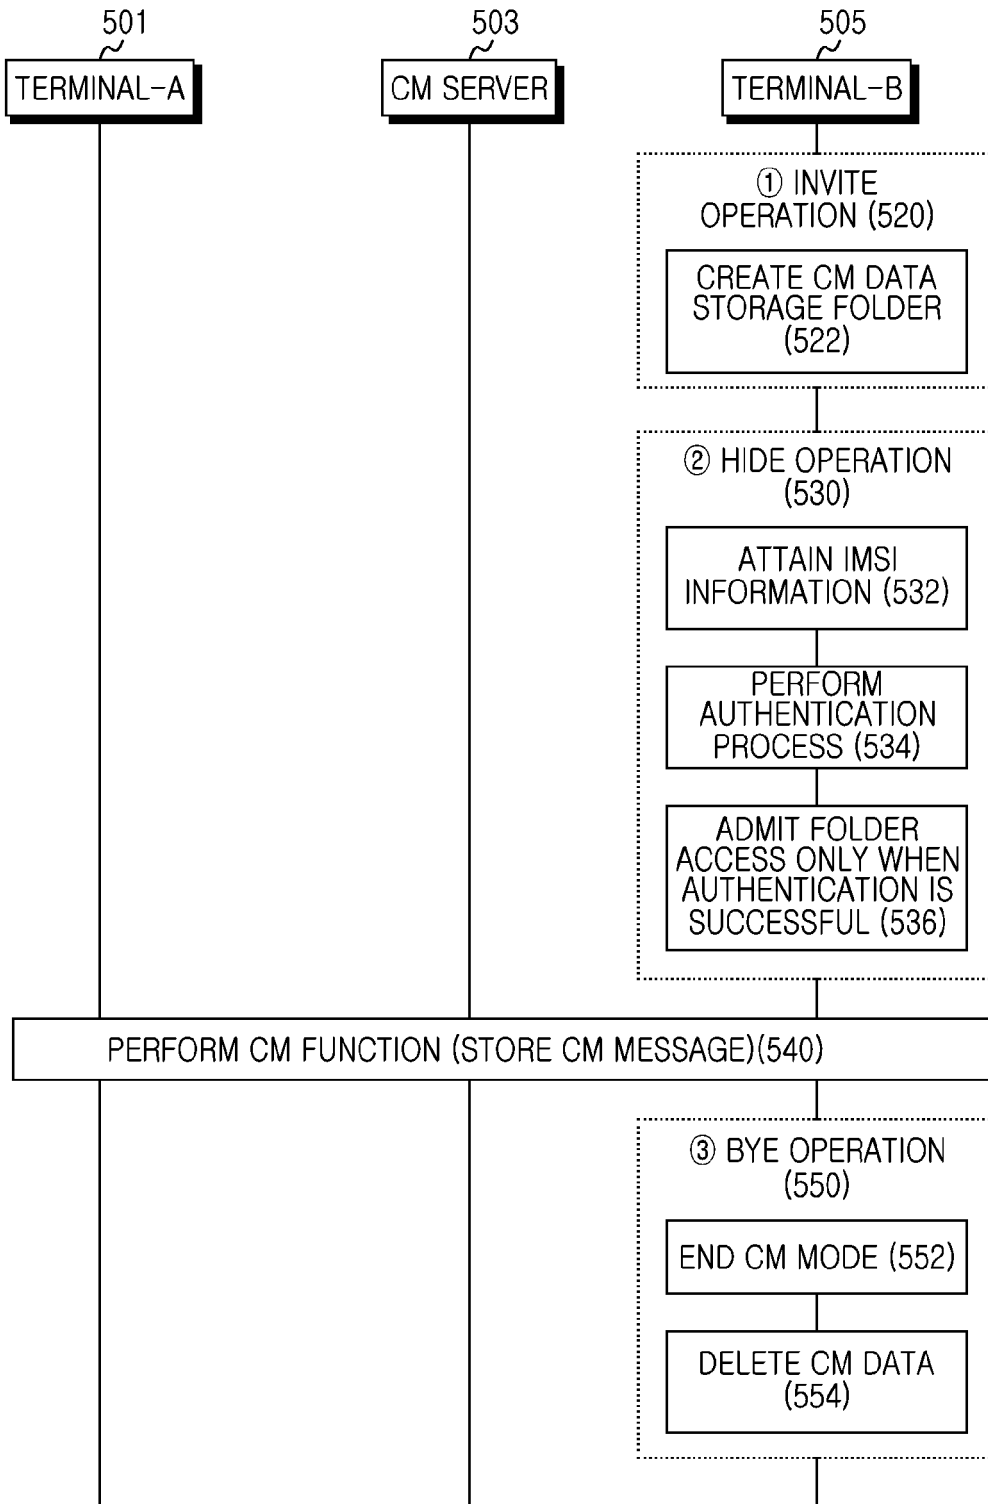 501
503
505
TERMINAL-A
CM SERVER
TERMINAL-B
① INVITE
OPERATION (520)
CREATE CM DATA
STORAGE FOLDER
(522)
② HIDE OPERATION
(530)
ATTAIN IMSI
INFORMATION (532)
PERFORM
AUTHENTICATION
PROCESS (534)
ADMIT FOLDER
ACCESS ONLY WHEN
AUTHENTICATION IS
SUCCESSFUL (536)
PERFORM CM FUNCTION (STORE CM MESSAGE)(540)
③ BYE OPERATION
(550)
END CM MODE (552)
DELETE CM DATA
(554)